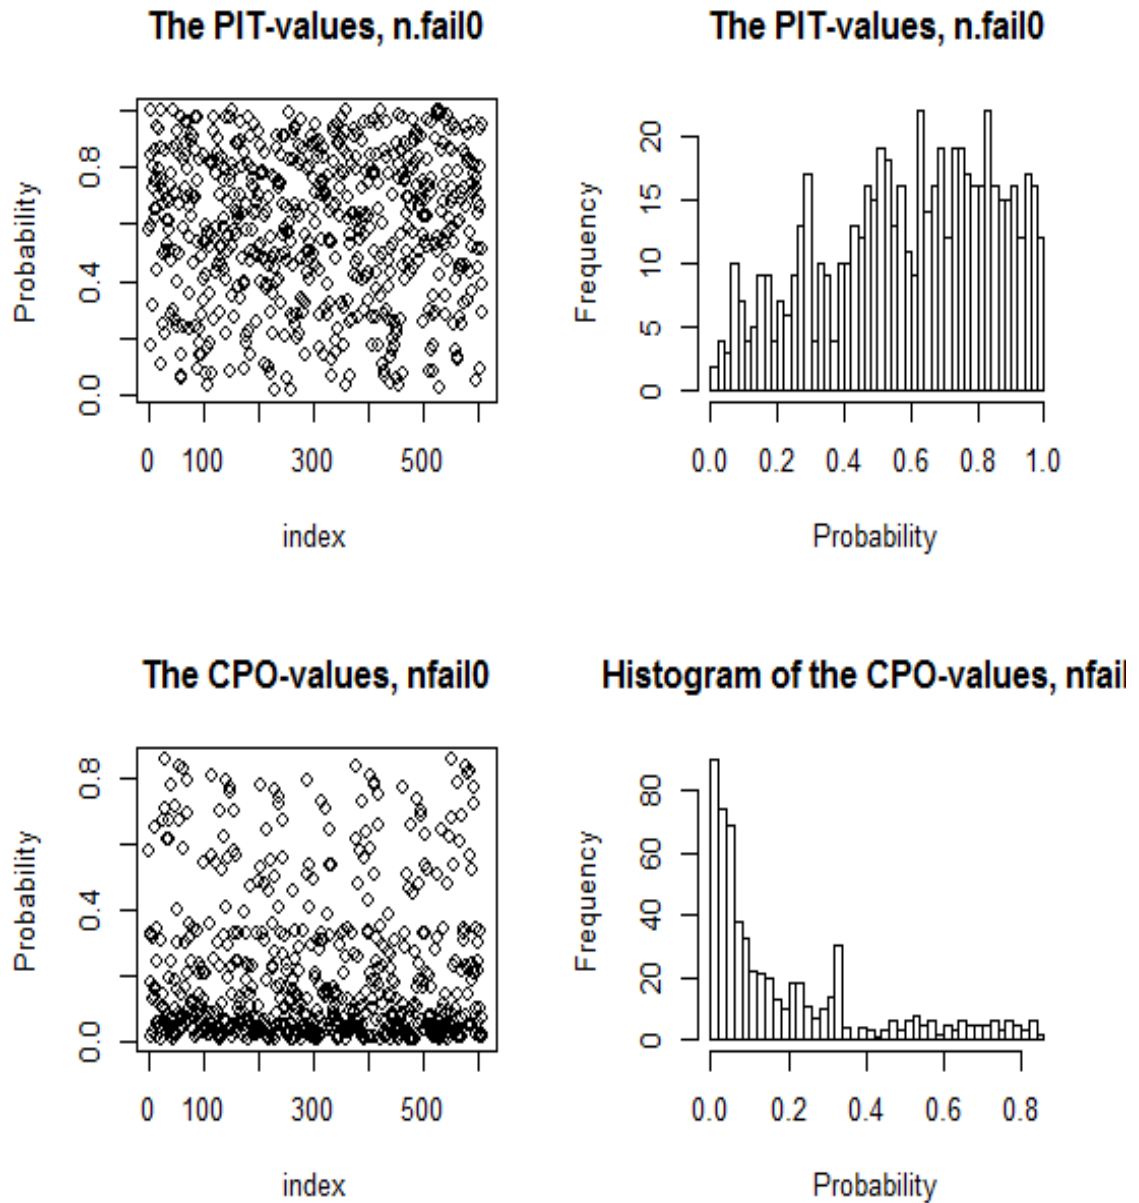 The PIT-values, n.fail0
Probability
0.0 0.4 0.8
0 100 300 500
index
The PIT-values, n.fail0
Frequency
0 5 10 15 20
0.0 0.2 0.4 0.6 0.8 1.0
Probability
The CPO-values, nfail0
Probability
0.0 0.4 0.8
0 100 300 500
index
Histogram of the CPO-values, nfail
Frequency
0 20 40 60 80
0.0 0.2 0.4 0.6 0.8
Probability